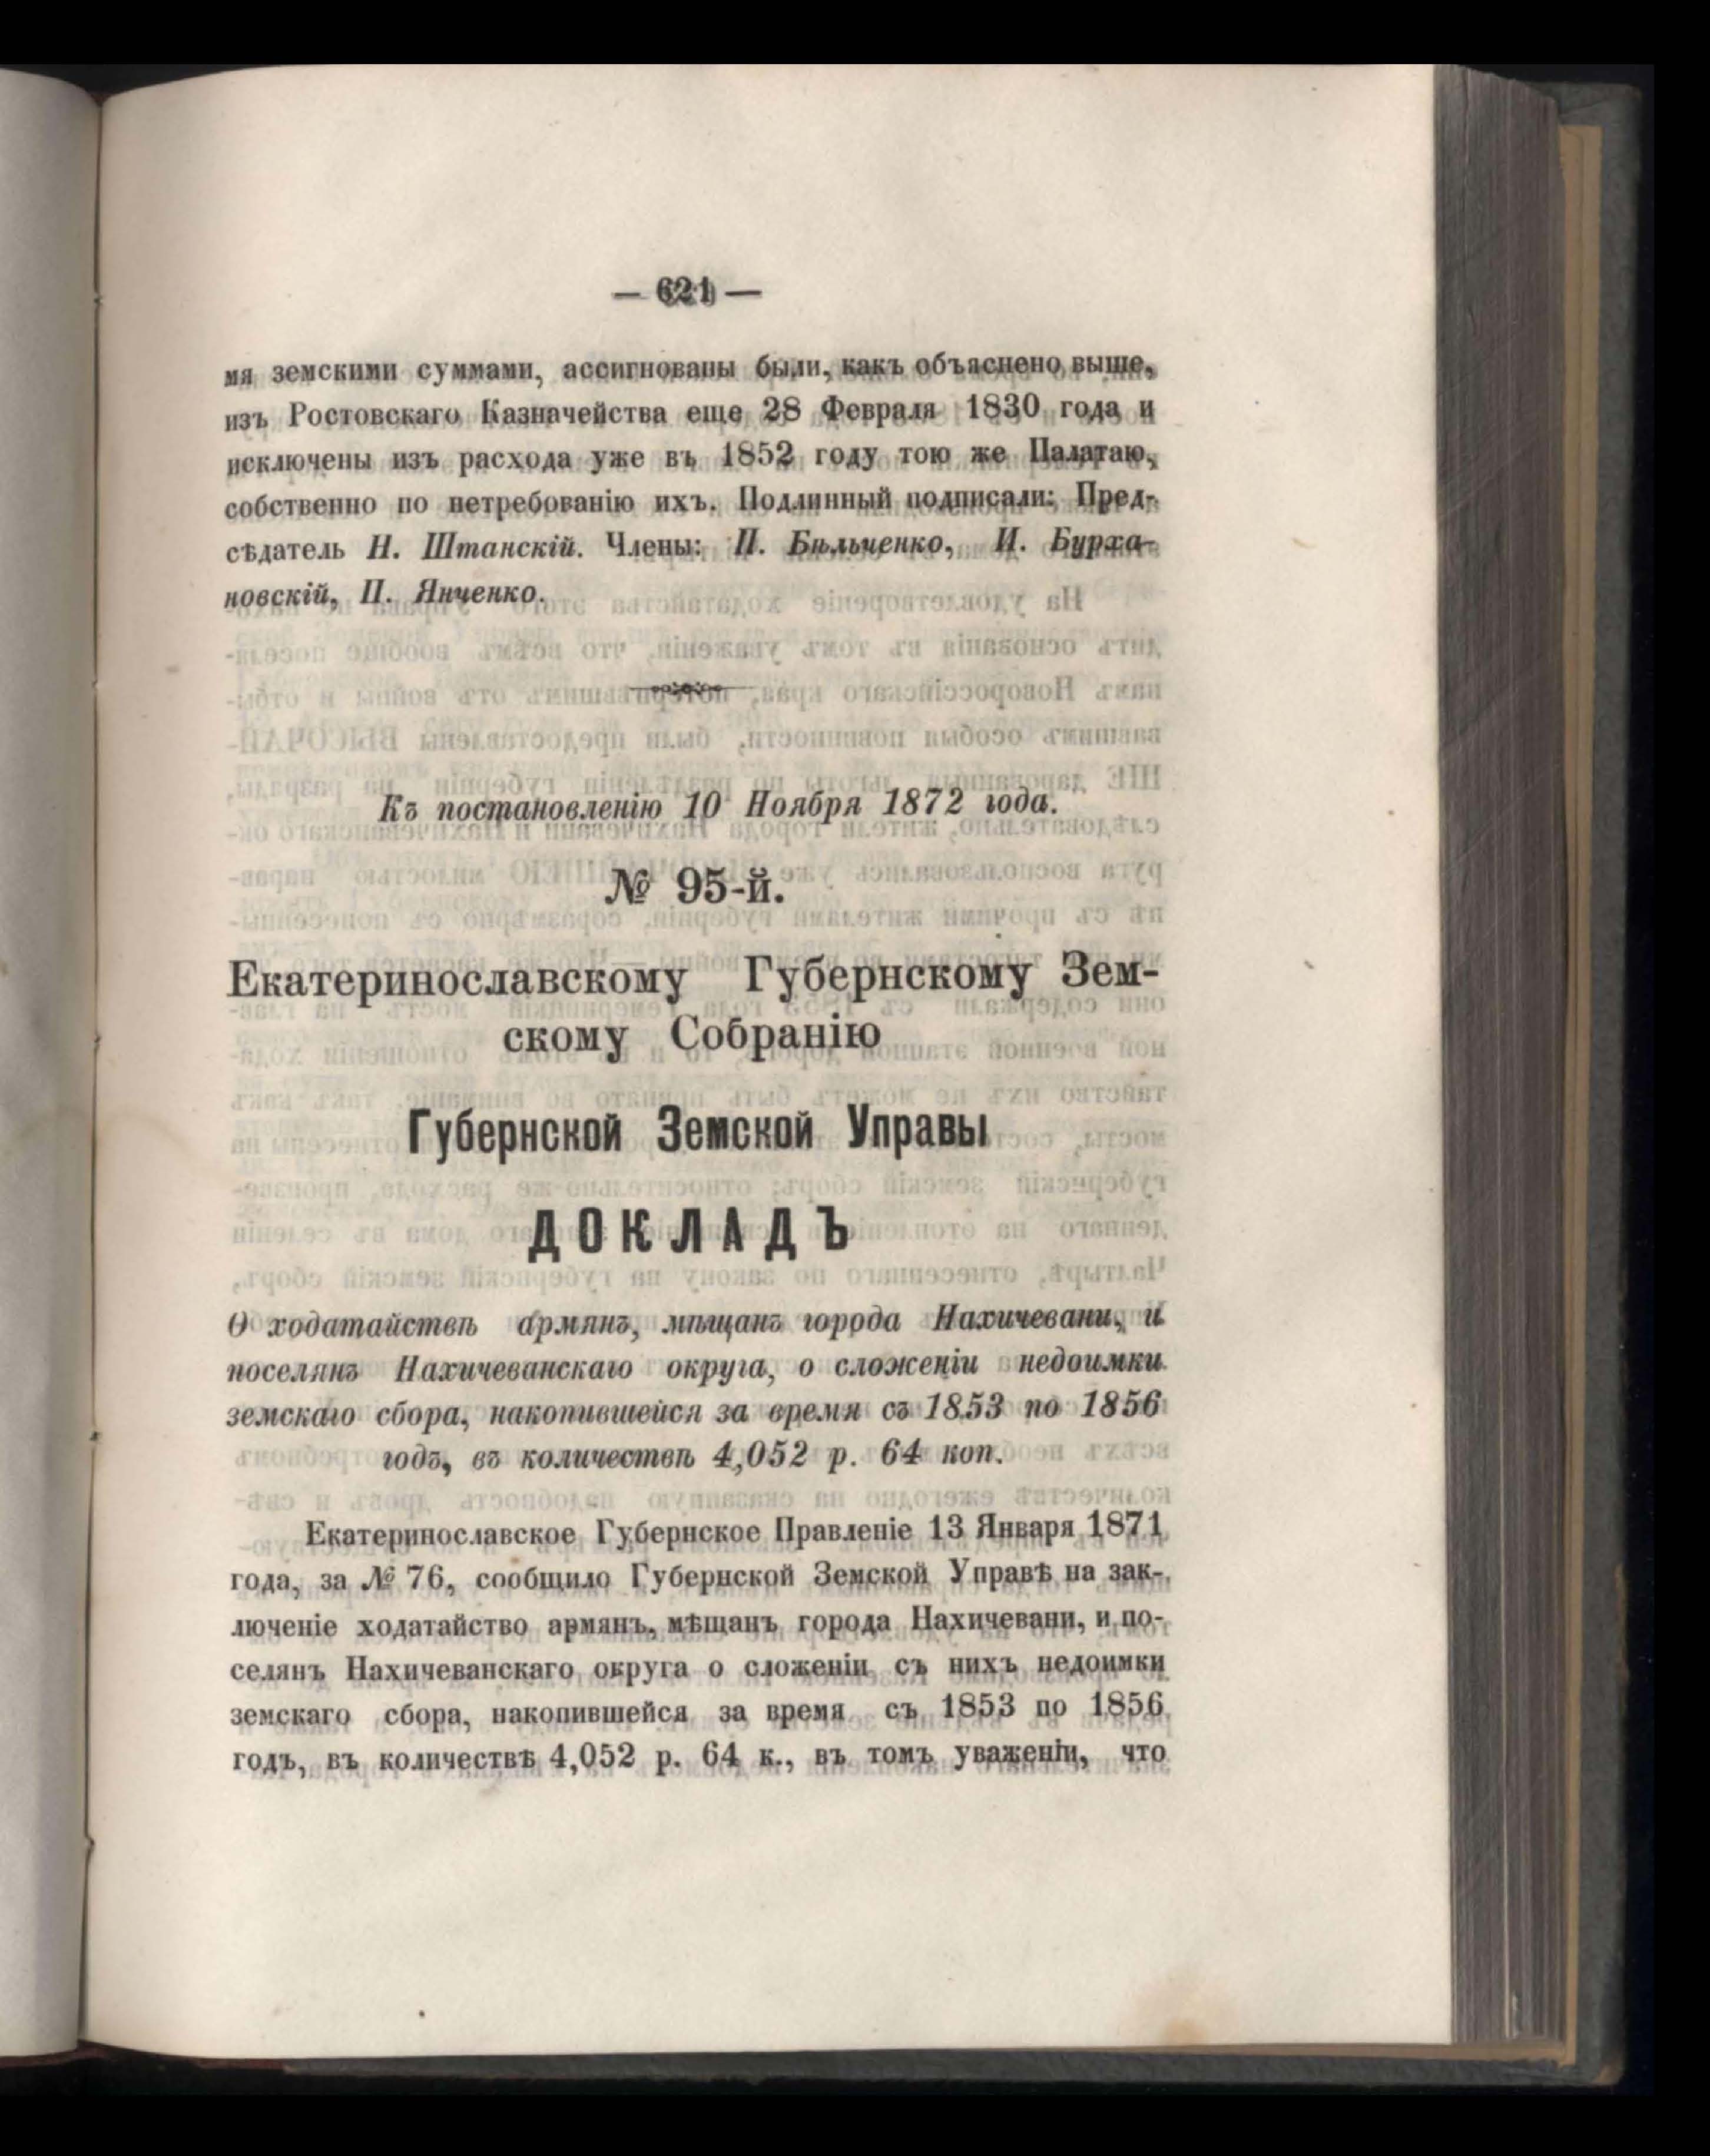 — 621 —
мя земскими суммами, ассигнованы были, какъ объяснено выше,
изъ Ростовскаго Казначейства еще 28 Февраля 1830 года и
исключены изъ расхода уже въ 1852 году тою же Палатаю,
собственно по нетребованію ихъ. Подлинный подписали: Пред-
сѣдатель Н. Штанскій. Члены: П. Бѣльченко, И. Бурха-
новскій, П. Янченко.
Къ постановленію 10 Ноября 1872 года.
№ 95-й.
Екатеринославскому Губернскому Зем-
скому Собранію
Губернской Земской Управы
ДОКЛАДЪ
О ходатайствѣ армянъ, мѣщанъ города Нахичевани, и
поселянъ Нахичеванскаго округа, о сложеніи недоимки
земскаго сбора, накопившейся за время съ 1853 по 1856
годъ, въ количествѣ 4,052 р. 64 коп.
Екатеринославское Губернское Правленіе 13 Января 1871
года, за № 76, сообщило Губернской Земской Управѣ на зак-
люченіе ходатайство армянъ, мѣщанъ города Нахичевани, и по-
селянъ Нахичеванскаго округа о сложеніи съ нихъ недоимки
земскаго сбора, накопившейся за время съ 1853 по 1856
годъ, въ количествѣ 4,052 р. 64 к., въ томъ уваженіи, что